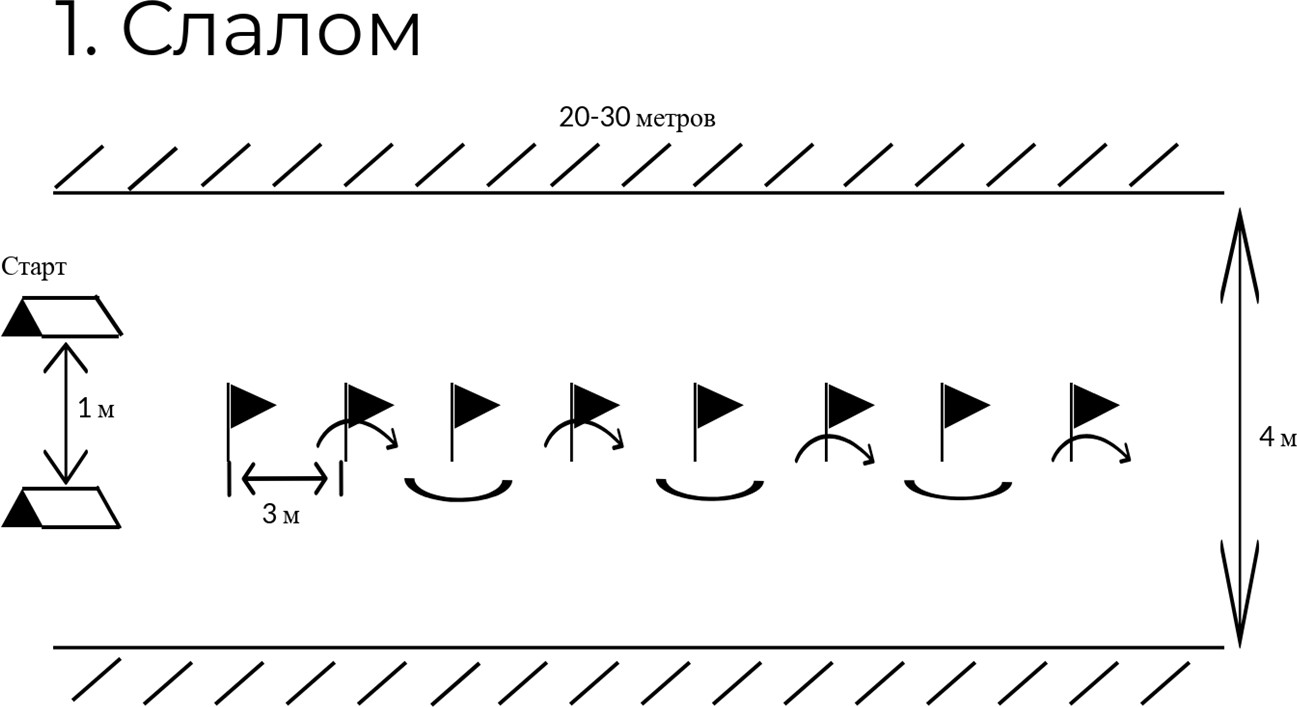 1. Слалом
20-30 метров
Старт
1 м
4 м
3 м